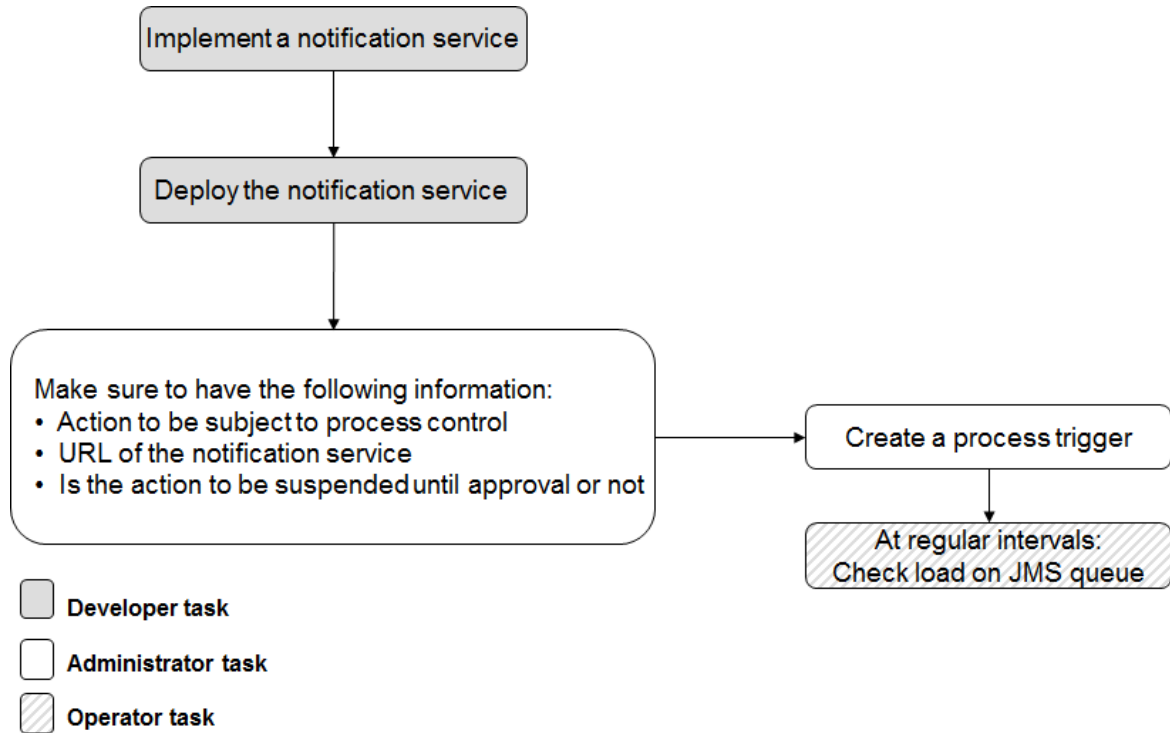 Implement a notification service
Deploy the notification service
Make sure to have the following information:
• Action to be subject to process control
• URL of the notification service
• Is the action to be suspended until approval or not
Create a process trigger
At regular intervals:
Check load on JMS queue
Developer task
Administrator task
Operator task